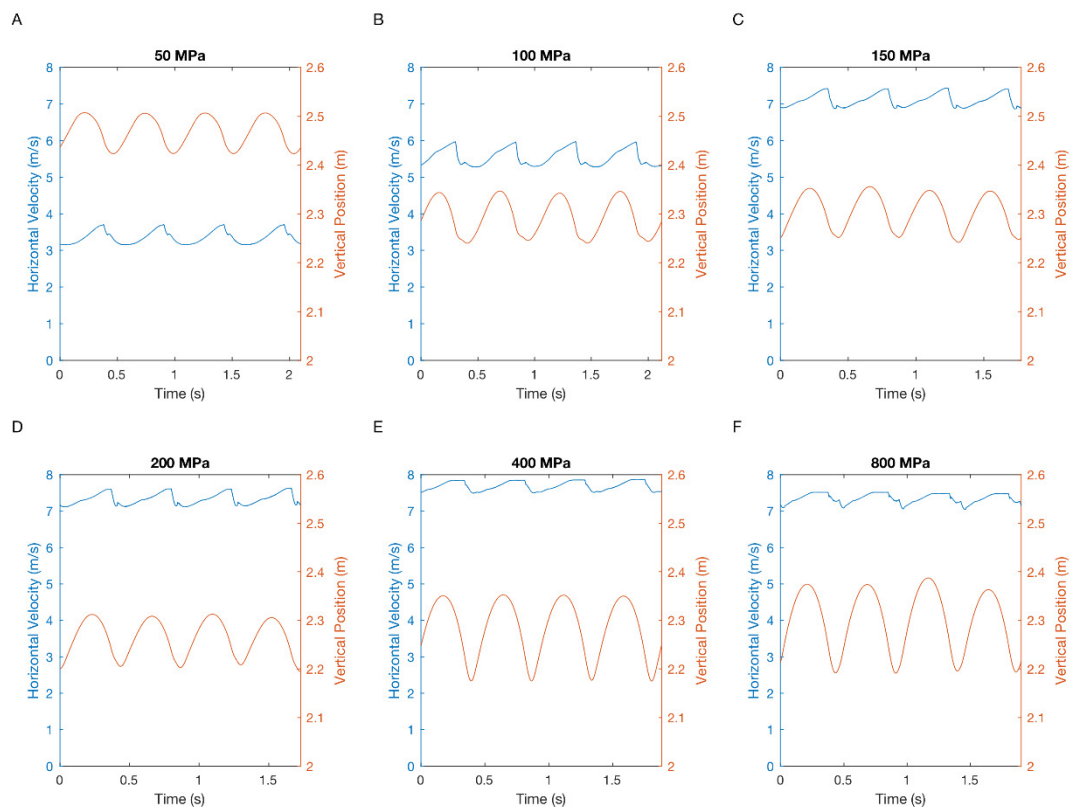 A
50 MPa
8
7
6
5
4
3
2
1
0
Horizontal Velocity (m/s)
2.6
2.5
2.4
2.3
2.2
2.1
2
Vertical Position (m)
0 0.5 1 1.5 2
Time (s)
B
100 MPa
8
7
6
5
4
3
2
1
0
Horizontal Velocity (m/s)
2.6
2.5
2.4
2.3
2.2
2.1
2
Vertical Position (m)
0 0.5 1 1.5 2
Time (s)
C
150 MPa
8
7
6
5
4
3
2
1
0
Horizontal Velocity (m/s)
2.6
2.5
2.4
2.3
2.2
2.1
2
Vertical Position (m)
0 0.5 1 1.5
Time (s)
D
200 MPa
8
7
6
5
4
3
2
1
0
Horizontal Velocity (m/s)
2.6
2.5
2.4
2.3
2.2
2.1
2
Vertical Position (m)
0 0.5 1 1.5
Time (s)
E
400 MPa
8
7
6
5
4
3
2
1
0
Horizontal Velocity (m/s)
2.6
2.5
2.4
2.3
2.2
2.1
2
Vertical Position (m)
0 0.5 1 1.5
Time (s)
F
800 MPa
8
7
6
5
4
3
2
1
0
Horizontal Velocity (m/s)
2.6
2.5
2.4
2.3
2.2
2.1
2
Vertical Position (m)
0 0.5 1 1.5
Time (s)